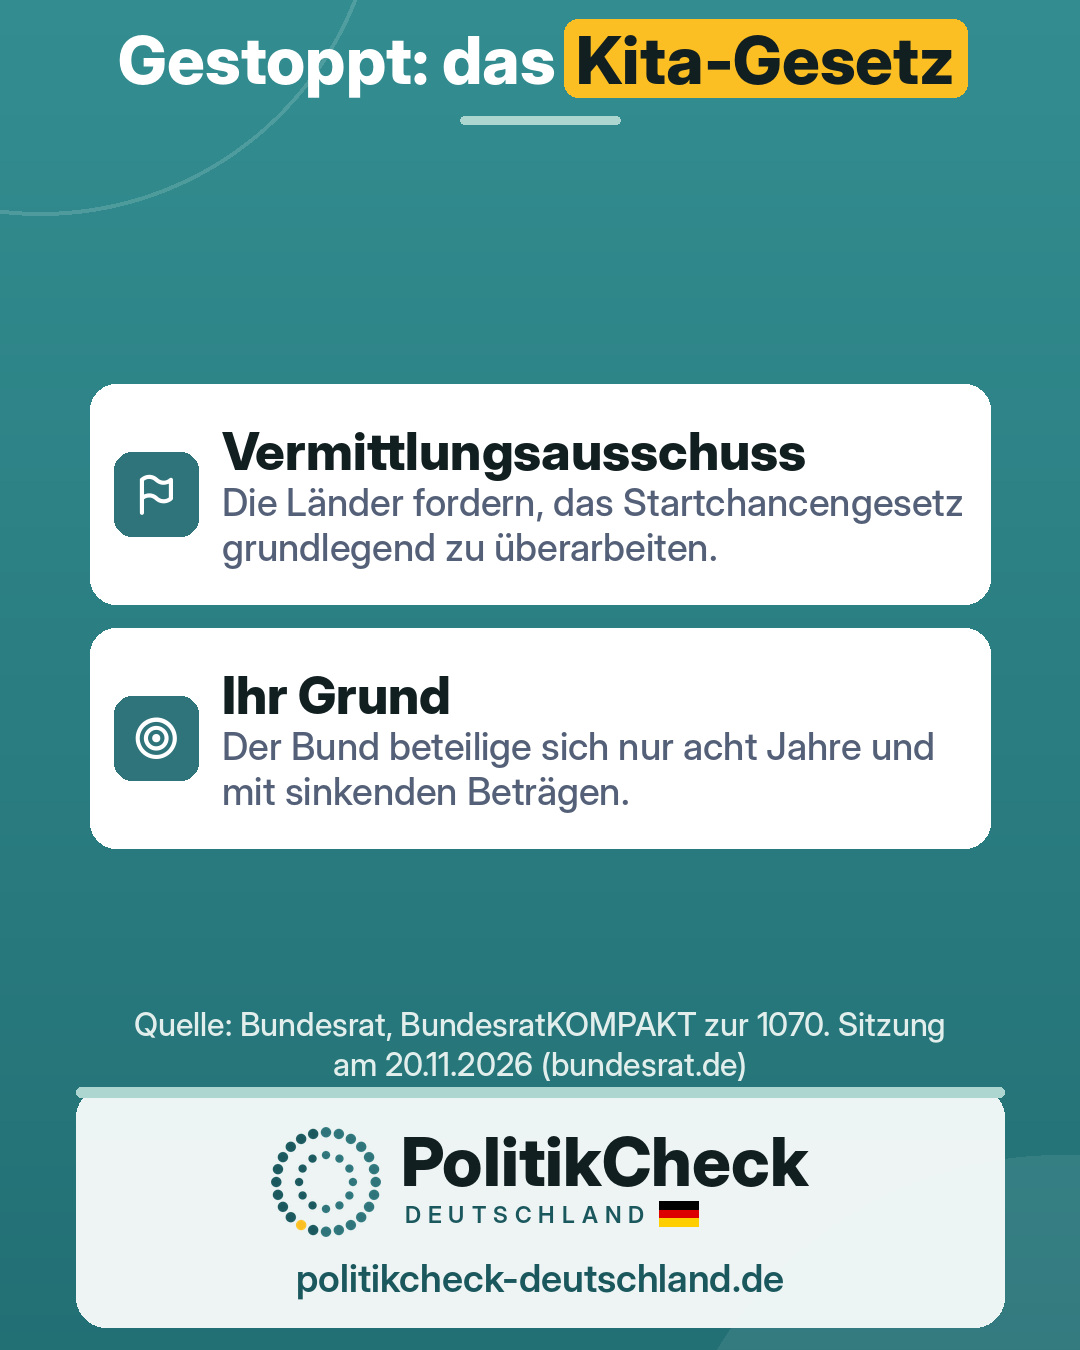 Gestoppt: das Kita-Gesetz
Vermittlungsausschuss
Die Länder fordern, das Startchancengesetz
grundlegend zu überarbeiten.
Ihr Grund
Der Bund beteilige sich nur acht Jahre und
mit sinkenden Beträgen.
Quelle: Bundesrat, BundesratKOMPAKT zur 1070. Sitzung
am 20.11.2026 (bundesrat.de)
PolitikCheck
DEUTSCHLAND
politikcheck-deutschland.de